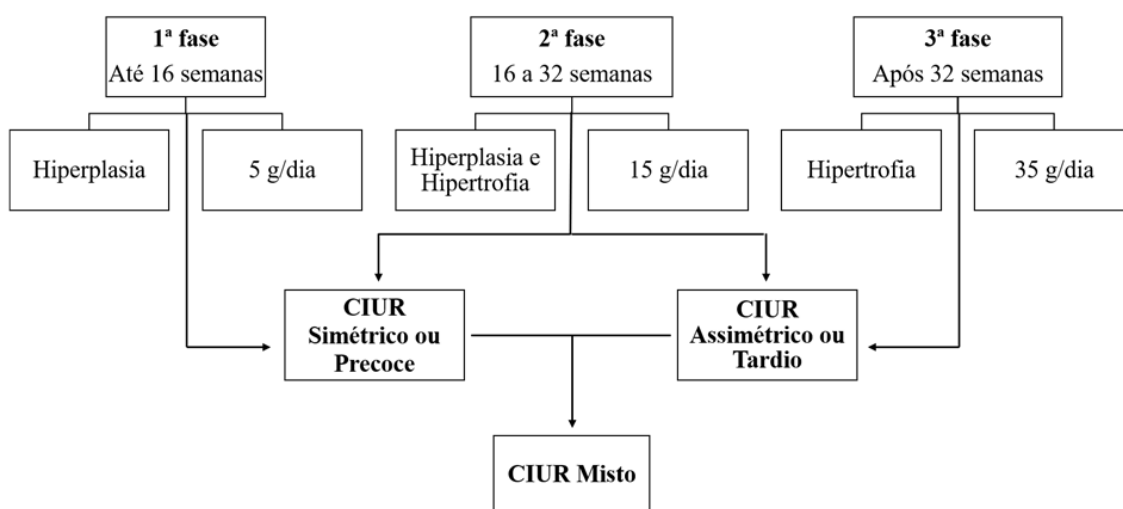 1ª fase
Até 16 semanas
2ª fase
16 a 32 semanas
3ª fase
Após 32 semanas
Hiperplasia
5 g/dia
Hiperplasia e
Hipertrofia
15 g/dia
Hipertrofia
35 g/dia
CIUR
Simétrico ou
Precoce
CIUR
Assimétrico ou
Tardio
CIUR Misto